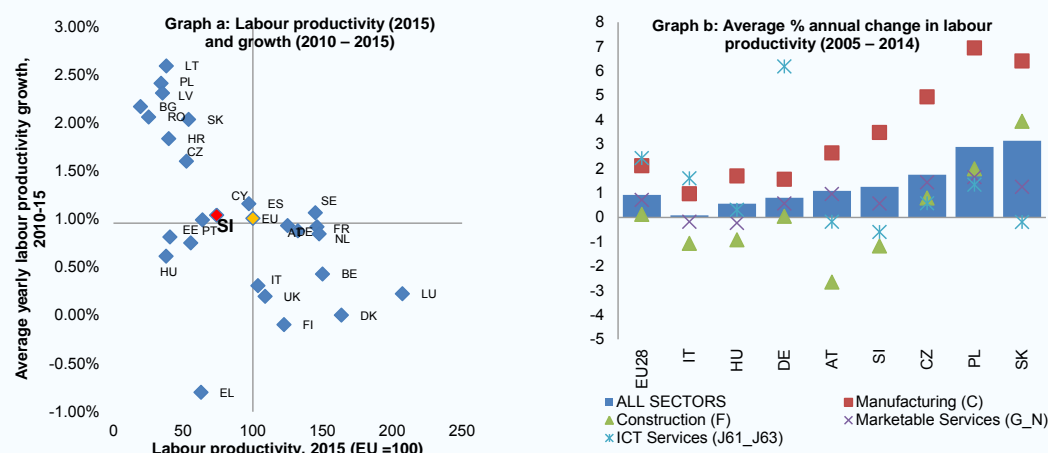 Graph a: Labour productivity (2015)
and growth (2010 – 2015)
Average yearly labour productivity growth,
2010-15
3.00%
2.50%
2.00%
1.50%
1.00%
0.50%
0.00%
-0.50%
-1.00%
LT
PL
LV
BG
RO
SK
HR
CZ
CY
ES
SE
EU
SI
EE
PT
AT
DE
FR
NL
HU
IT
BE
UK
LU
DK
FI
EL
0
50
100
150
200
250
Labour productivity, 2015 (EU =100)
Graph b: Average % annual change in labour
productivity (2005 – 2014)
8
7
6
5
4
3
2
1
0
-1
-2
-3
-4
-5
EU28
IT
HU
DE
AT
SI
CZ
PL
SK
ALL SECTORS
Manufacturing (C)
Construction (F)
Marketable Services (G_N)
ICT Services (J61_J63)